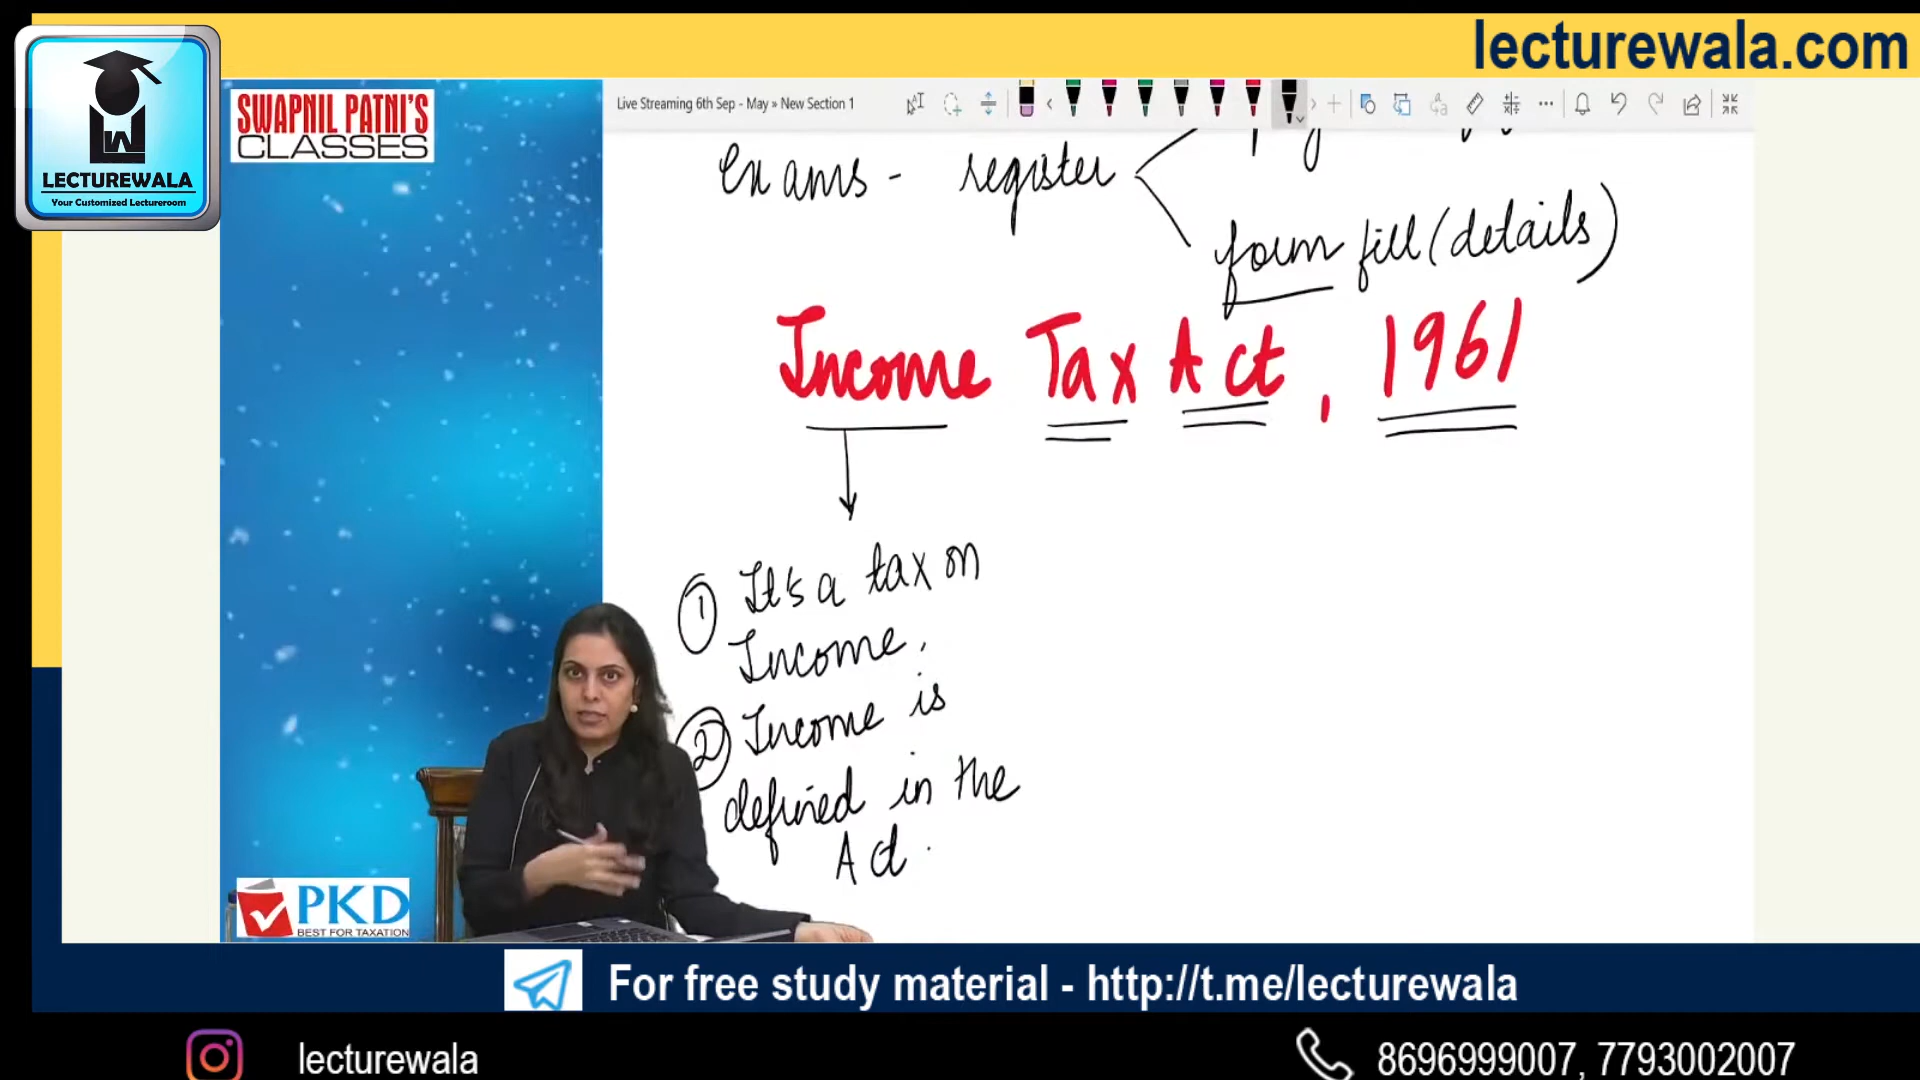 lecturewala.com
LW
LECTUREWALA
Your Customized Lectureroom
SWAPNIL PATNI'S
CLASSES
Live Streaming 6th Sep - May » New Section 1
exams - register
form fill (details)
Income Tax Act, 1961
① It's a tax on
Income.
② Income is
defined in the
Act.
PKD
BEST FOR TAXATION
For free study material - http://t.me/lecturewala
lecturewala
8696999007, 7793002007